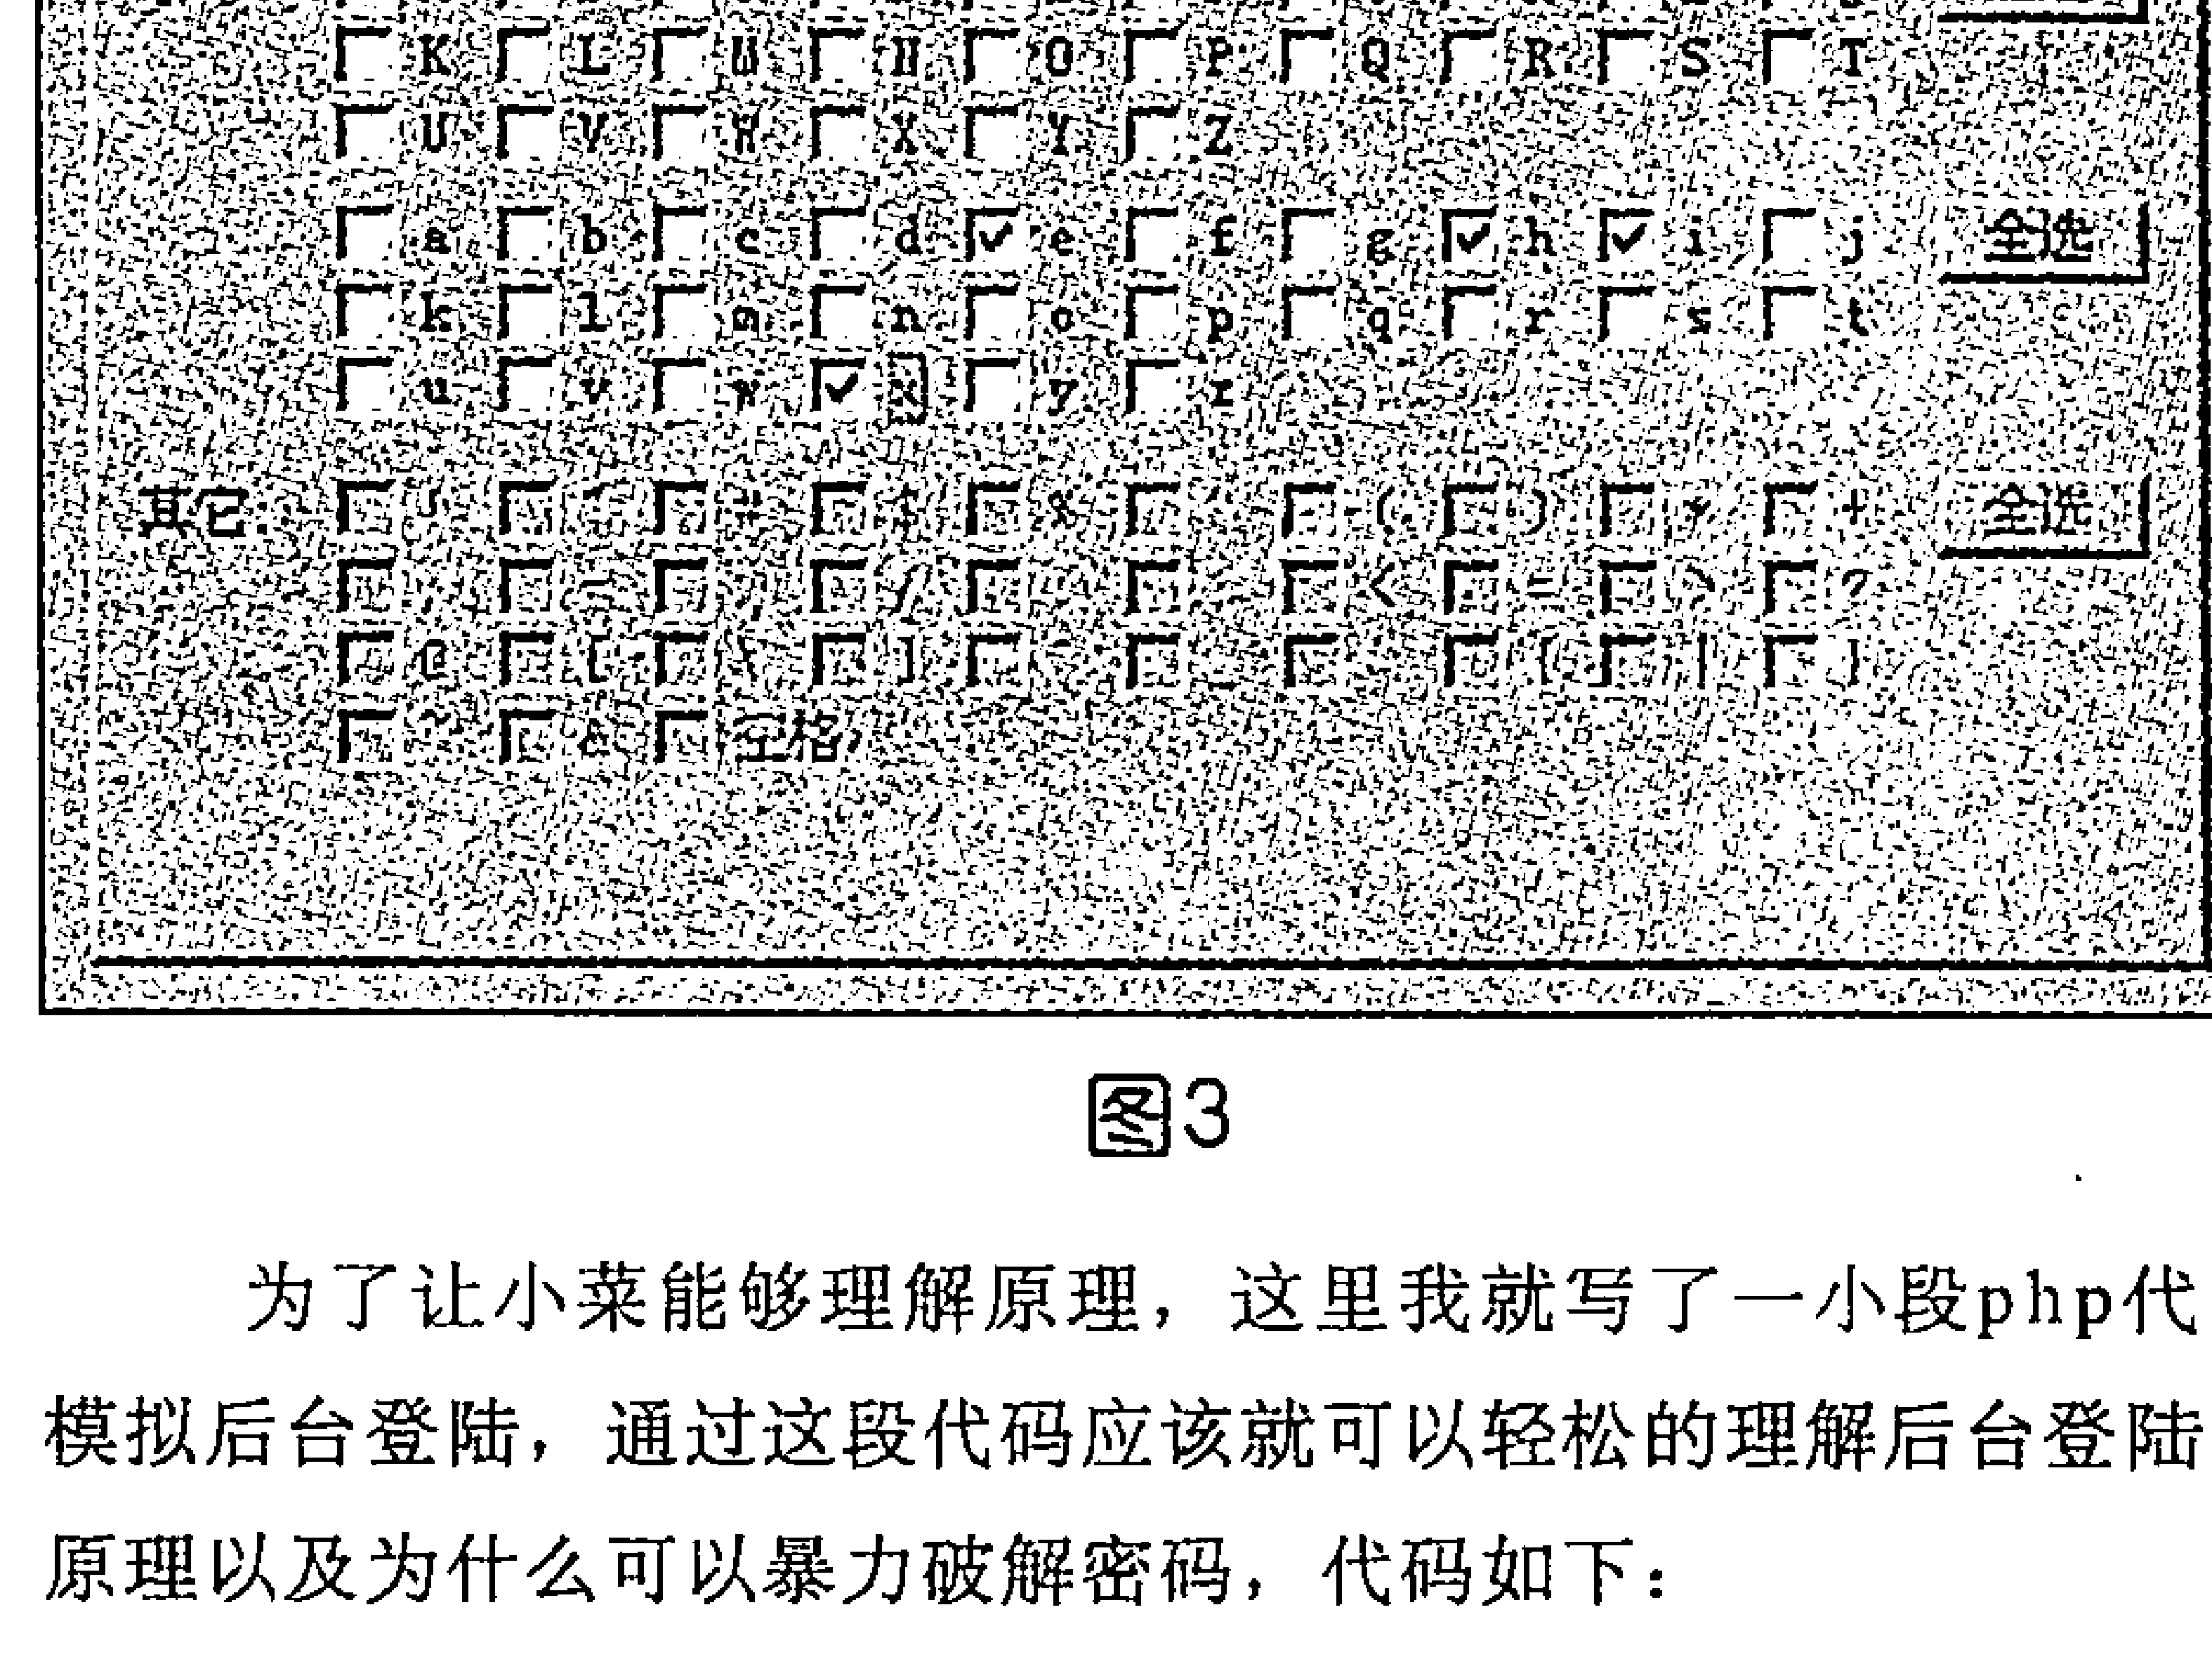 K L M N O P Q R S T
U V W X Y Z
a b c d e f g h i j 全选
k l m n o p q r s t
u v w x y z
其它: # $ % ( ) * + 全选
, - . / < = > ?
@ [ \ ] { | }
~ 空格
图3
为了让小菜能够理解原理，这里我就写了一小段php代
模拟后台登陆，通过这段代码应该就可以轻松的理解后台登陆
原理以及为什么可以暴力破解密码，代码如下：